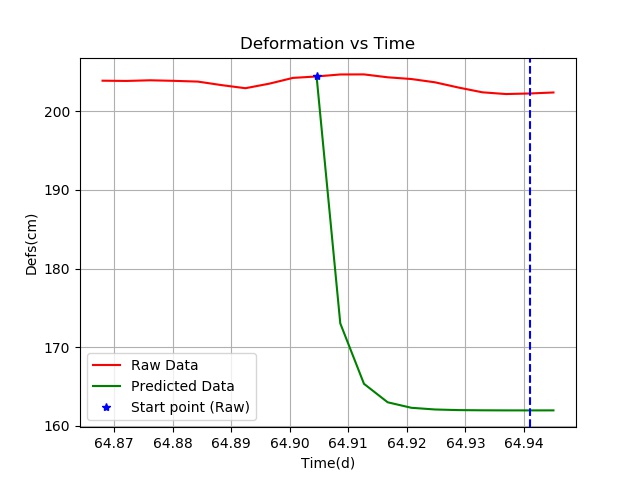 Deformation vs Time
Defs(cm)
200
190
180
170
160
Raw Data
Predicted Data
Start point (Raw)
64.87 64.88 64.89 64.90 64.91 64.92 64.93 64.94
Time(d)